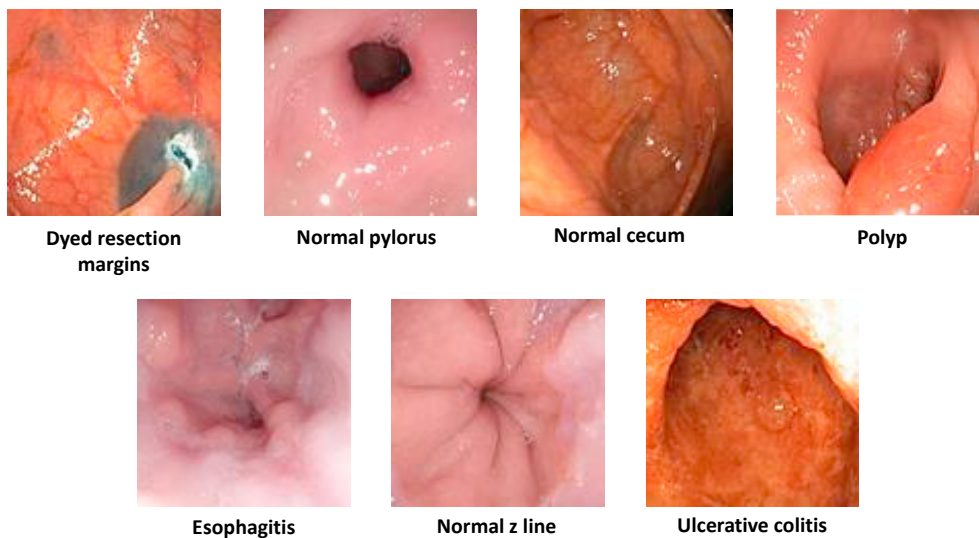 Dyed resection
margins
Normal pylorus
Normal cecum
Polyp
Esophagitis
Normal z line
Ulcerative colitis